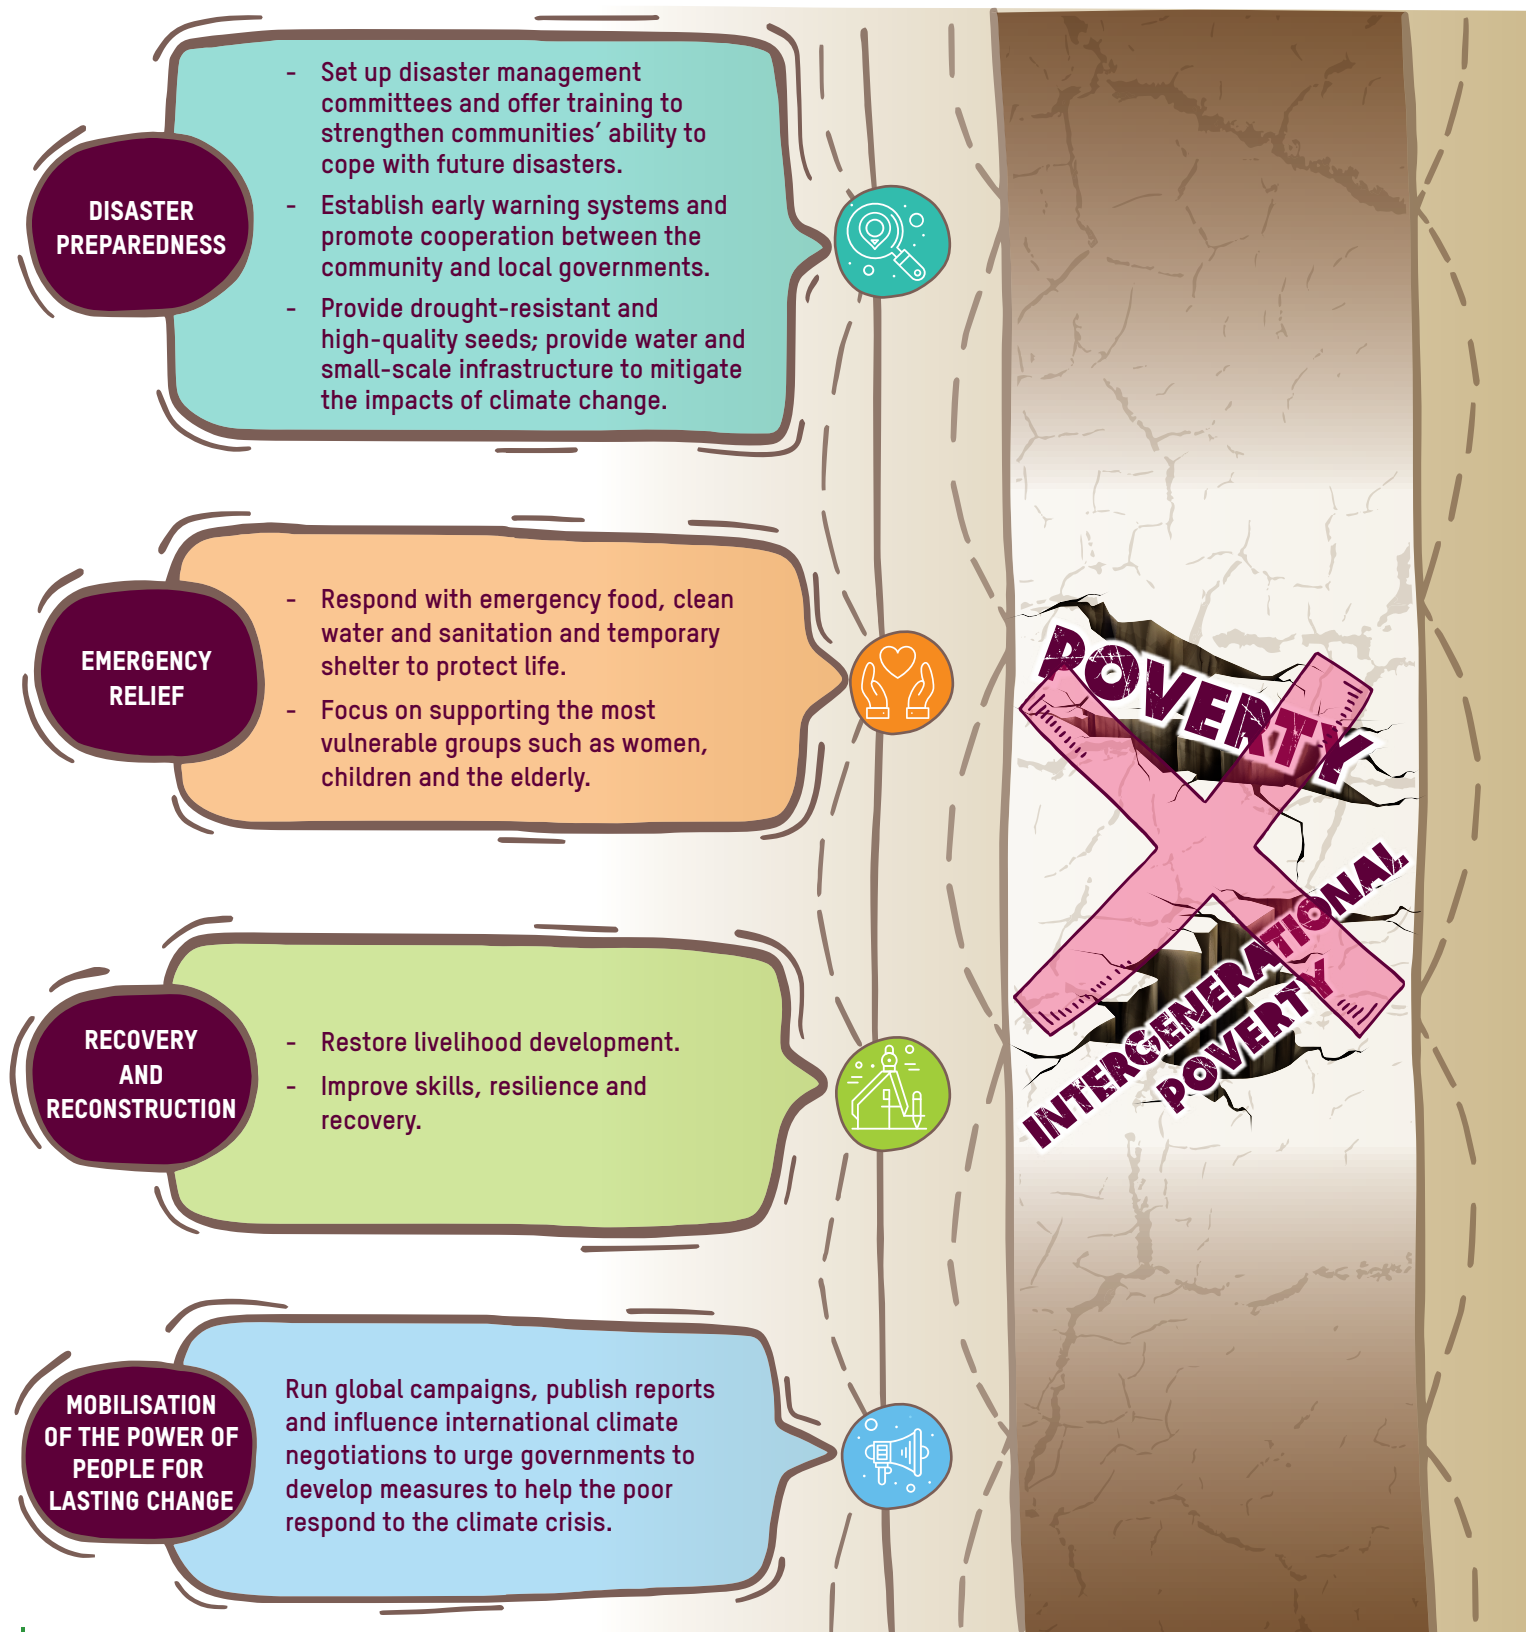 DISASTER
PREPAREDNESS
- Set up disaster management
committees and offer training to
strengthen communities’ ability to
cope with future disasters.
- Establish early warning systems and
promote cooperation between the
community and local governments.
- Provide drought-resistant and
high-quality seeds; provide water and
small-scale infrastructure to mitigate
the impacts of climate change.
EMERGENCY
RELIEF
- Respond with emergency food, clean
water and sanitation and temporary
shelter to protect life.
- Focus on supporting the most
vulnerable groups such as women,
children and the elderly.
POVERTY
INTERGENERATIONAL
POVERTY
RECOVERY
AND
RECONSTRUCTION
- Restore livelihood development.
- Improve skills, resilience and
recovery.
MOBILISATION
OF THE POWER OF
PEOPLE FOR
LASTING CHANGE
Run global campaigns, publish reports
and influence international climate
negotiations to urge governments to
develop measures to help the poor
respond to the climate crisis.